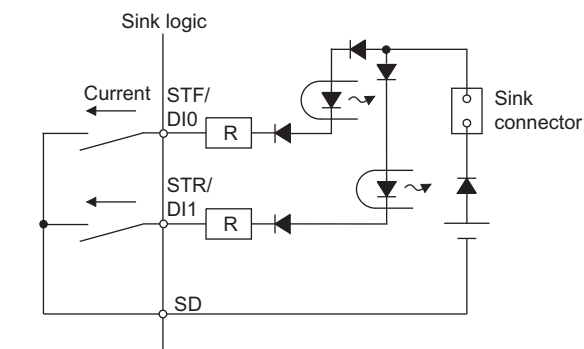 Sink logic
Current
STF/
DI0
R
Sink
connector
STR/
DI1
R
SD